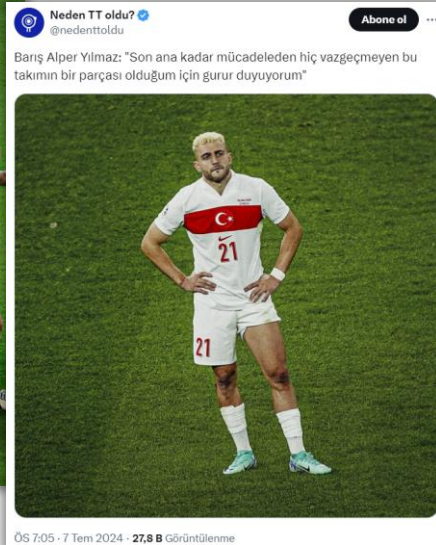 Neden TT oldu?
@nedenttoldu
Abone ol
Barış Alper Yılmaz: "Son ana kadar mücadeleden hiç vazgeçmeyen bu
takımın bir parçası olduğum için gurur duyuyorum"
21
21
ÖS 7:05 · 7 Tem 2024 · 27,8 B Görüntülenme